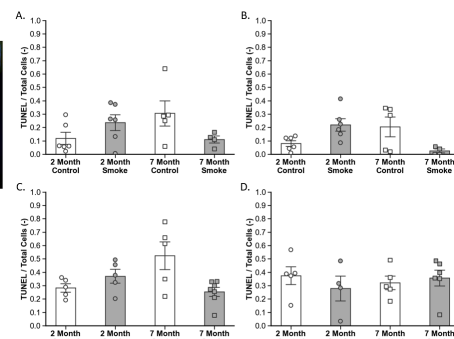 A.
TUNEL / Total Cells (-)
1.0
0.9
0.8
0.7
0.6
0.5
0.4
0.3
0.2
0.1
0.0
2 Month Control
2 Month Smoke
7 Month Control
7 Month Smoke
B.
TUNEL / Total Cells (-)
1.0
0.9
0.8
0.7
0.6
0.5
0.4
0.3
0.2
0.1
0.0
2 Month Control
2 Month Smoke
7 Month Control
7 Month Smoke
C.
TUNEL / Total Cells (-)
1.0
0.9
0.8
0.7
0.6
0.5
0.4
0.3
0.2
0.1
0.0
2 Month
2 Month
7 Month
7 Month
D.
TUNEL / Total Cells (-)
1.0
0.9
0.8
0.7
0.6
0.5
0.4
0.3
0.2
0.1
0.0
2 Month
2 Month
7 Month
7 Month